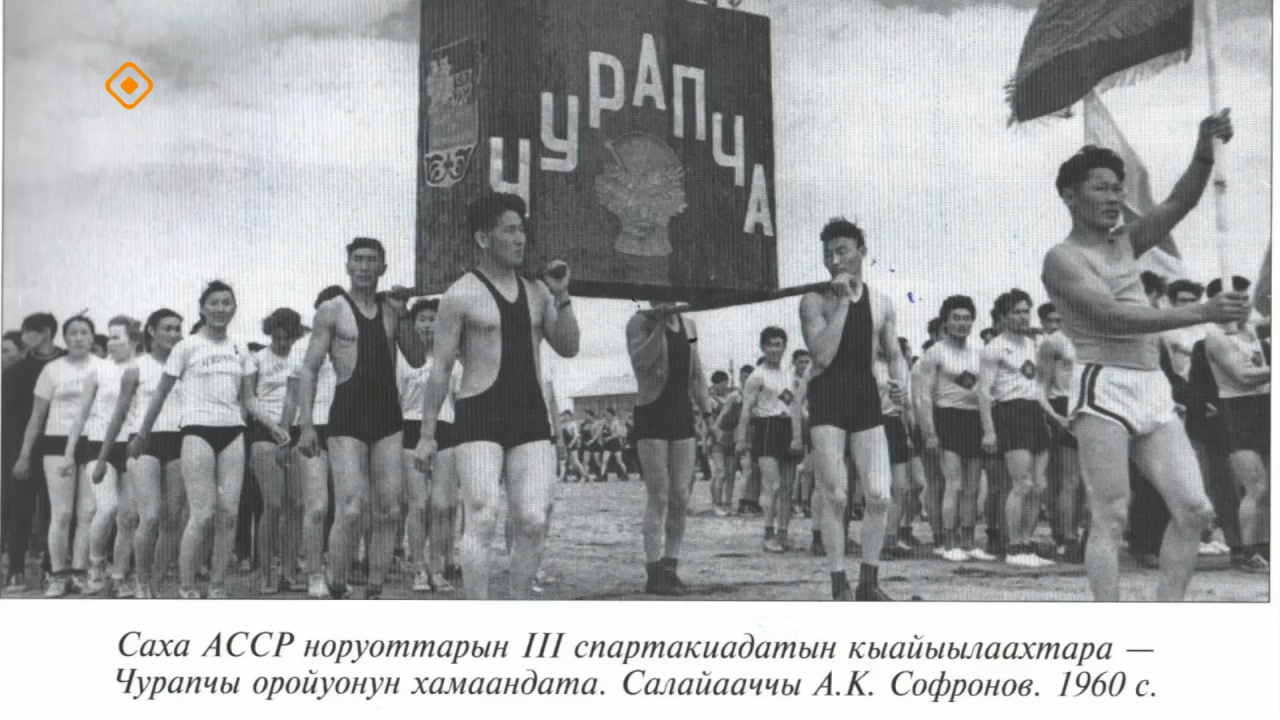 ЧУРАПЧА
Саха АССР норуоттарын III спартакиадатын кыайыылаахтара —
Чурапчы оройуонун хамаандата. Салайааччы А.К. Софронов. 1960 с.